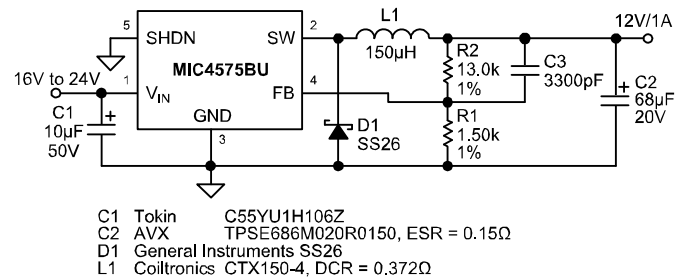 L1
12V/1A
5
SHDN
SW
2
150µH
R2
13.0k
1%
C3
3300pF
MIC4575BU
16V to 24V
1
VIN
FB
4
C2
68µF
20V
C1
10µF
50V
GND
3
D1
SS26
R1
1.50k
1%
+
+
C1 Tokin C55YU1H106Z
C2 AVX TPSE686M020R0150, ESR = 0.15Ω
D1 General Instruments SS26
L1 Coiltronics CTX150-4, DCR = 0.372Ω